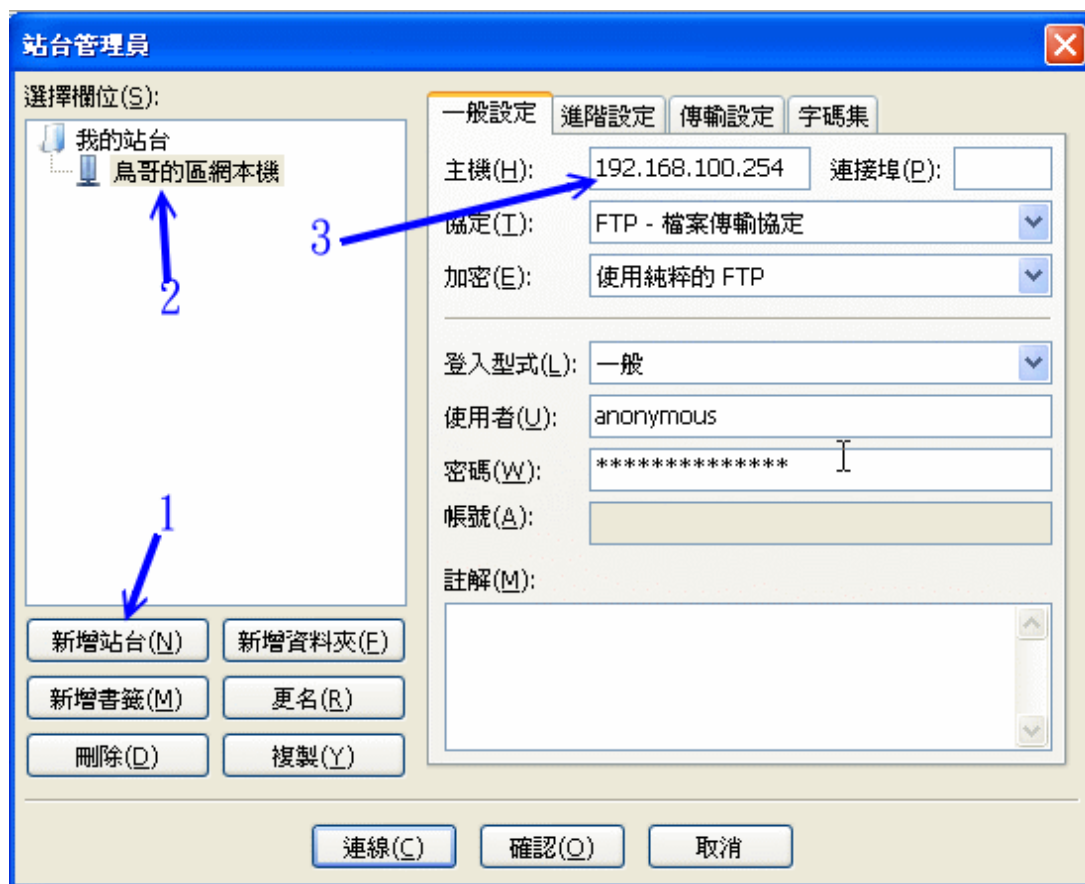 站台管理員
選擇欄位(S):
我的站台
鳥哥的區網本機
2
1
新增站台(N) 新增資料夾(F)
新增書籤(M) 更名(R)
刪除(D) 複製(Y)
一般設定 進階設定 傳輸設定 字碼集
主機(H): 192.168.100.254 連接埠(P):
3
協定(T): FTP - 檔案傳輸協定
加密(E): 使用純粹的 FTP
登入型式(L): 一般
使用者(U): anonymous
密碼(W): **************
帳號(A):
註解(M):
連線(C) 確認(O) 取消